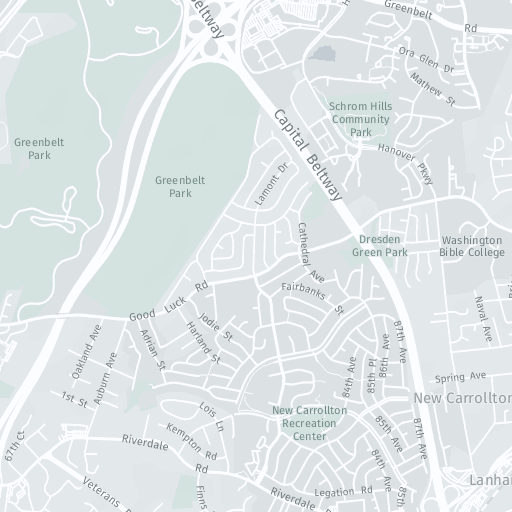 Beltway
Greenbelt
Rd
Ora Glen Dr
Mathew St
Schrom Hills
Community
Park
Capital Beltway
Hanover Pkwy
Greenbelt
Park
Greenbelt
Park
Lamont Dr
Cathedral Ave
Dresden
Green Park
Washington
Bible College
Good Luck Rd
Fairbanks St
Naval Ave
87th Ave
Jodie St
Harland St
Adrian St
Oakland Ave
Auburn Ave
86th Ave
85th Pl
84th Ave
Spring Ave
1st St
New Carrollton
New Carrollton
Recreation
Center
Lois Ln
Kempton Rd
85th Ave
87th Ave
67th Ct
Riverdale Rd
84th Ave
Veterans
Finns
Riverdale
Legation Rd
85th
Lanha